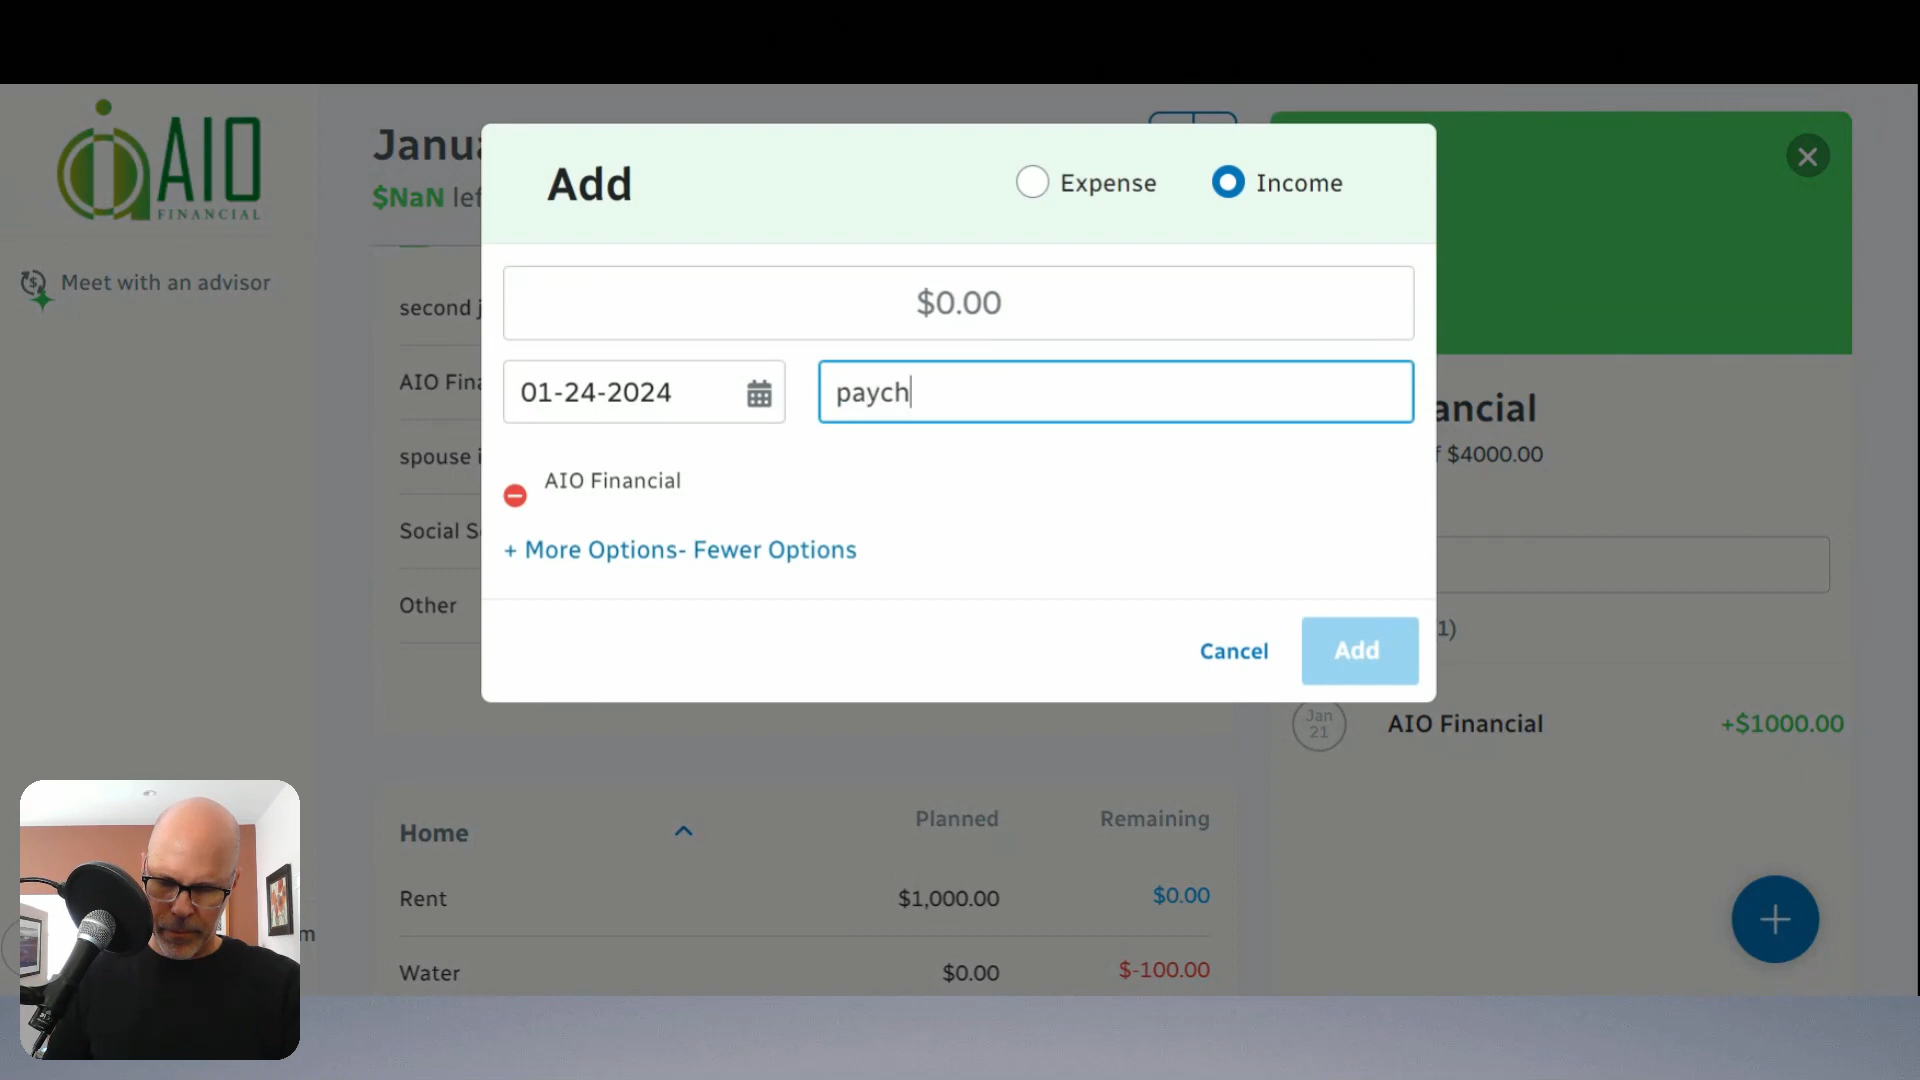 AIO
FINANCIAL
Meet with an advisor
Janua
$NaN lef
second j
AIO Fina
spouse i
Social S
Other
Add
Expense
Income
$0.00
01-24-2024
paych
AIO Financial
+ More Options- Fewer Options
Cancel
Add
ancial
f $4000.00
1)
Jan
21
AIO Financial
+$1000.00
Home
Planned
Remaining
Rent
$1,000.00
$0.00
Water
$0.00
$-100.00
m